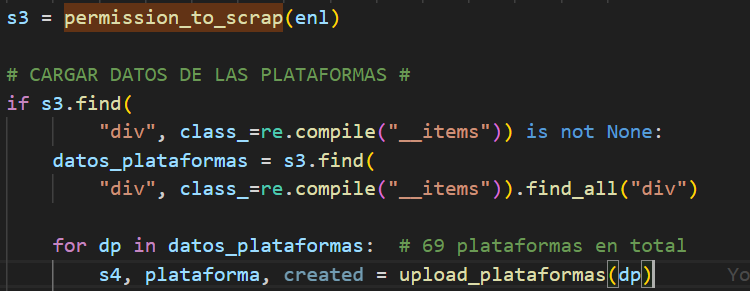 s3 = permission_to_scrap(enl)
# CARGAR DATOS DE LAS PLATAFORMAS #
if s3.find(
"div", class_=re.compile("__items")) is not None:
datos_plataformas = s3.find(
"div", class_=re.compile("__items")).find_all("div")
for dp in datos_plataformas:  # 69 plataformas en total
s4, plataforma, created = upload_plataformas(dp)
Yo